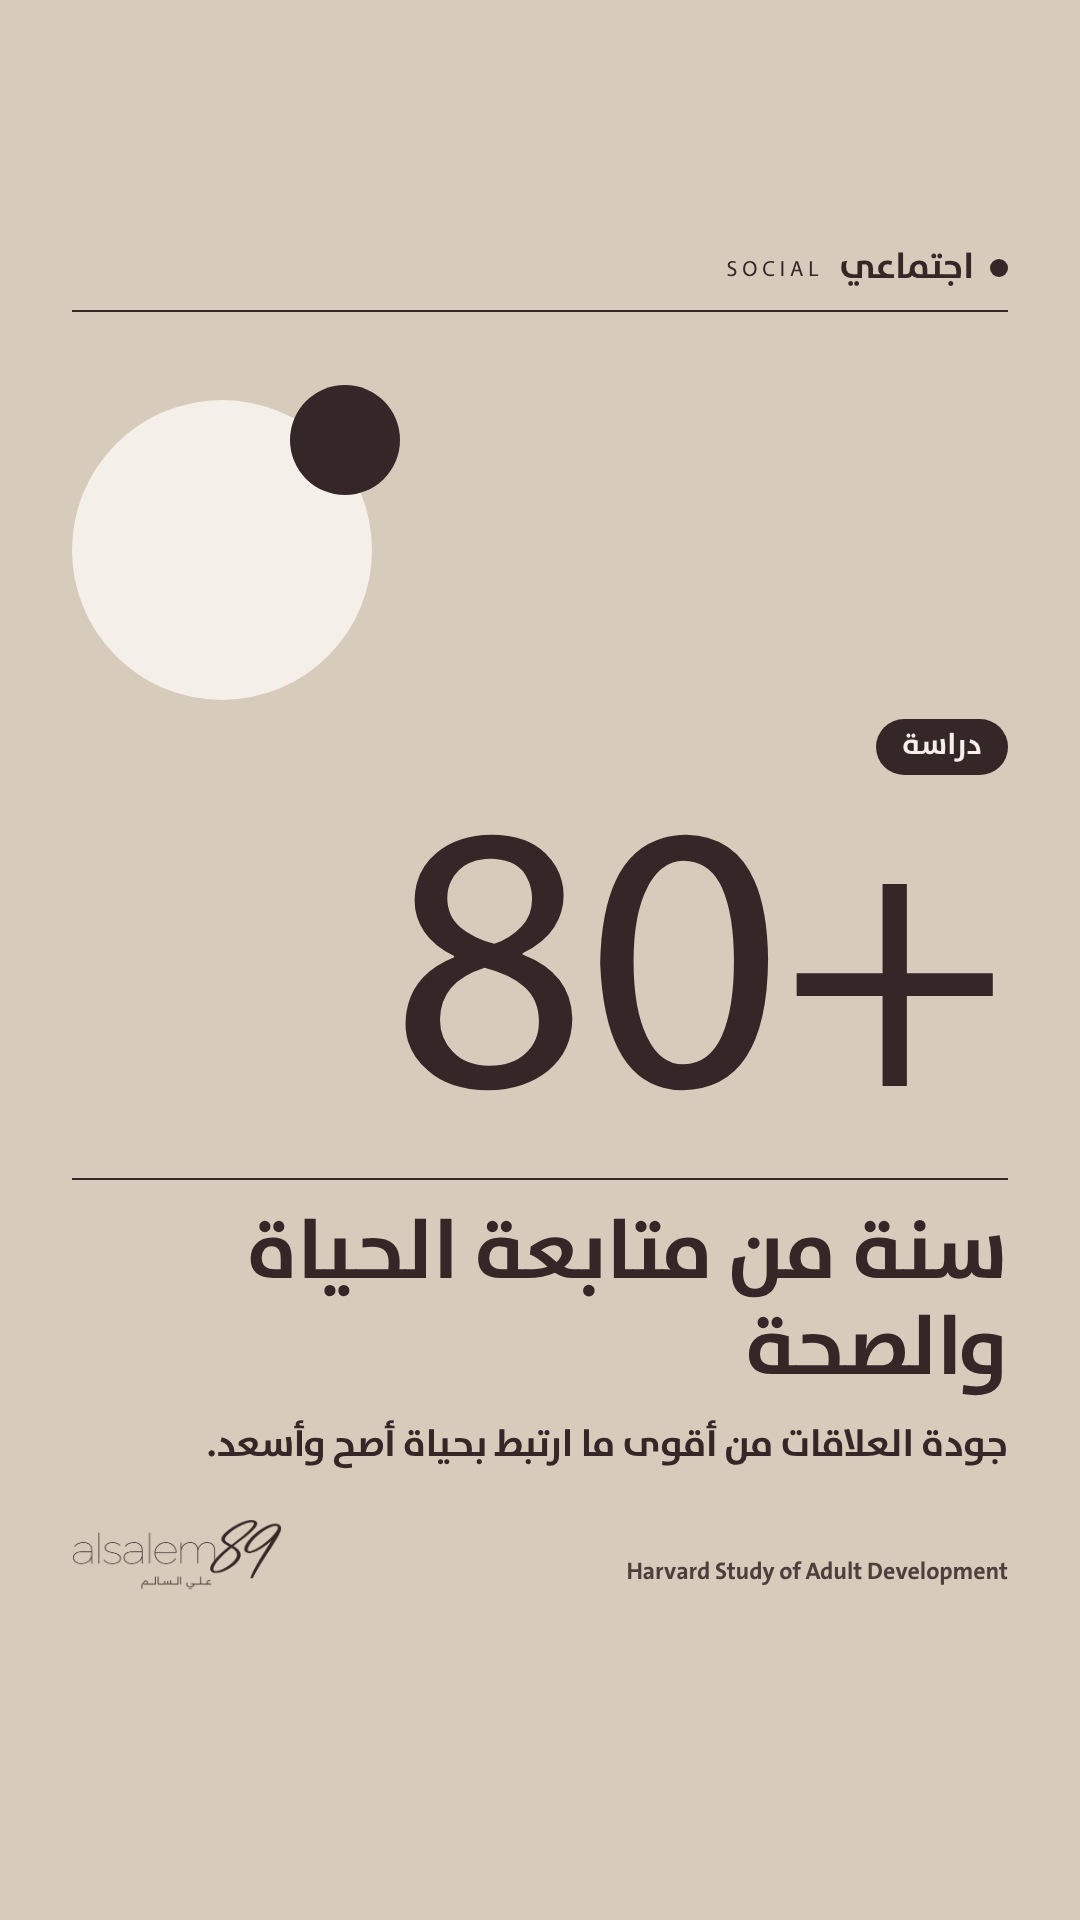 اجتماعي SOCIAL
دراسة
80+
سنة من متابعة الحياة
والصحة
جودة العلاقات من أقوى ما ارتبط بحياة أصح وأسعد.
Harvard Study of Adult Development
alsalem89
علي السالم